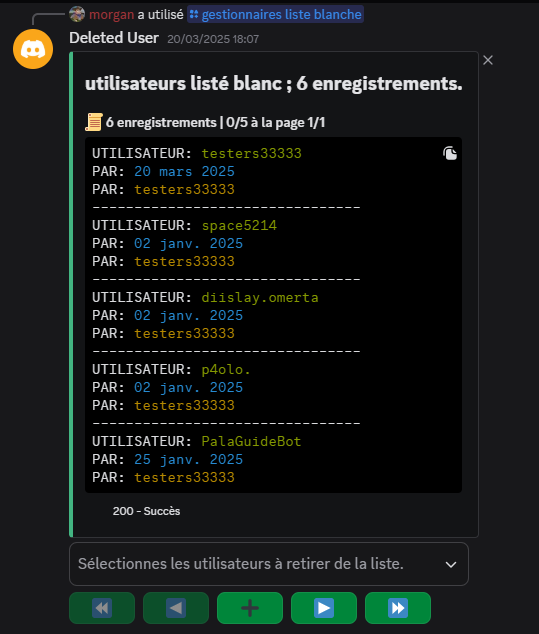 morgan a utilisé gestionnaires liste blanche
Deleted User 20/03/2025 18:07
utilisateurs listé blanc ; 6 enregistrements.
6 enregistrements | 0/5 à la page 1/1
UTILISATEUR: testers33333
PAR: 20 mars 2025
PAR: testers33333
--------------------------------
UTILISATEUR: space5214
PAR: 02 janv. 2025
PAR: testers33333
--------------------------------
UTILISATEUR: diislay.omerta
PAR: 02 janv. 2025
PAR: testers33333
--------------------------------
UTILISATEUR: p4olo.
PAR: 02 janv. 2025
PAR: testers33333
--------------------------------
UTILISATEUR: PalaGuideBot
PAR: 25 janv. 2025
PAR: testers33333
200 - Succès
Sélectionnes les utilisateurs à retirer de la liste.